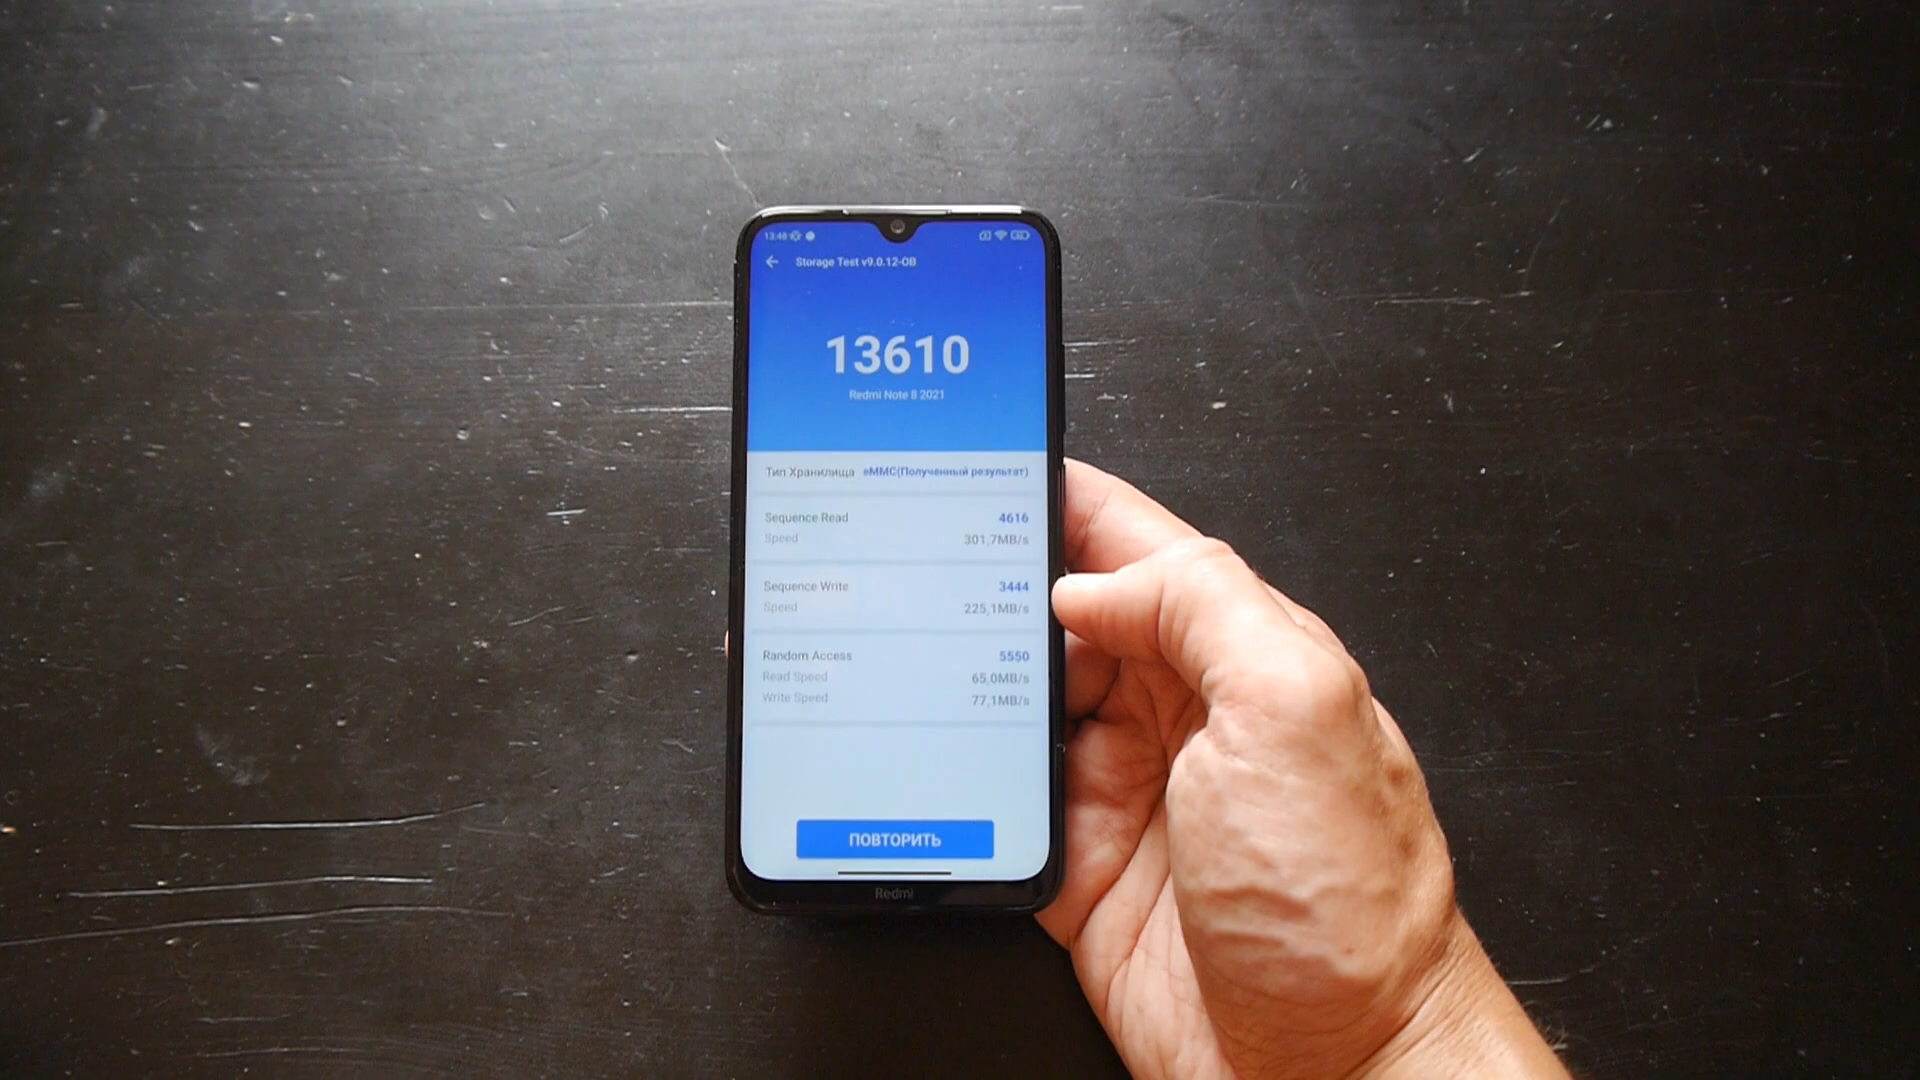 13:48
Storage Test v9.0.12-OB
13610
Redmi Note 8 2021
Тип Хранилища eMMC(Полученный результат)
Sequence Read 4616
Speed 301,7MB/s
Sequence Write 3444
Speed 225,1MB/s
Random Access 5550
Read Speed 65,0MB/s
Write Speed 77,1MB/s
ПОВТОРИТЬ
Redmi